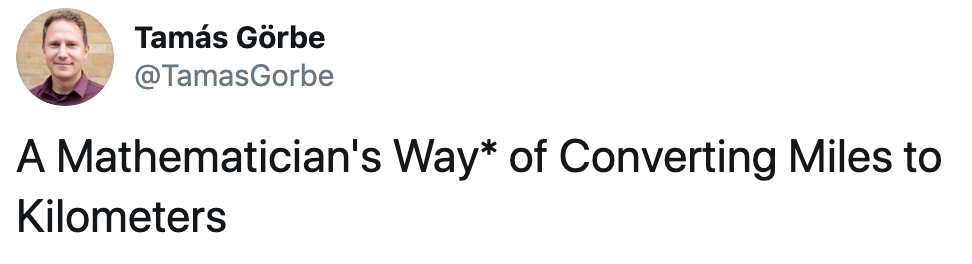 Tamás Görbe
@TamasGorbe
A Mathematician's Way* of Converting Miles to
Kilometers